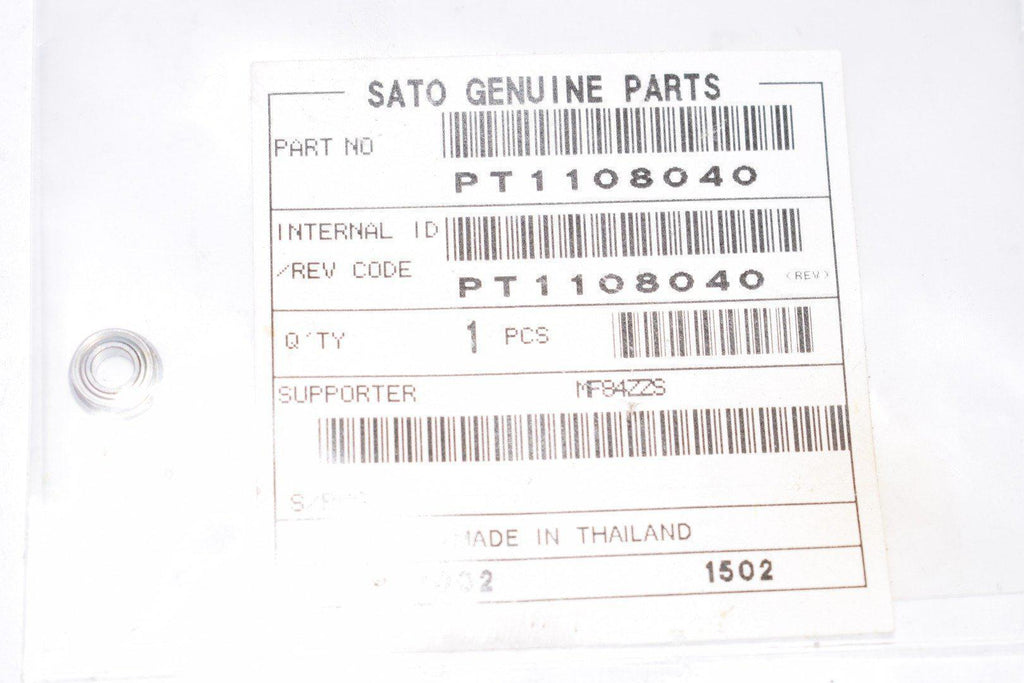 SATO GENUINE PARTS
PART NO
PT1108040
INTERNAL ID
/REV CODE
PT1108040 (REV)
Q'TY 1 PCS
SUPPORTER MF84ZZS
MADE IN THAILAND
1502